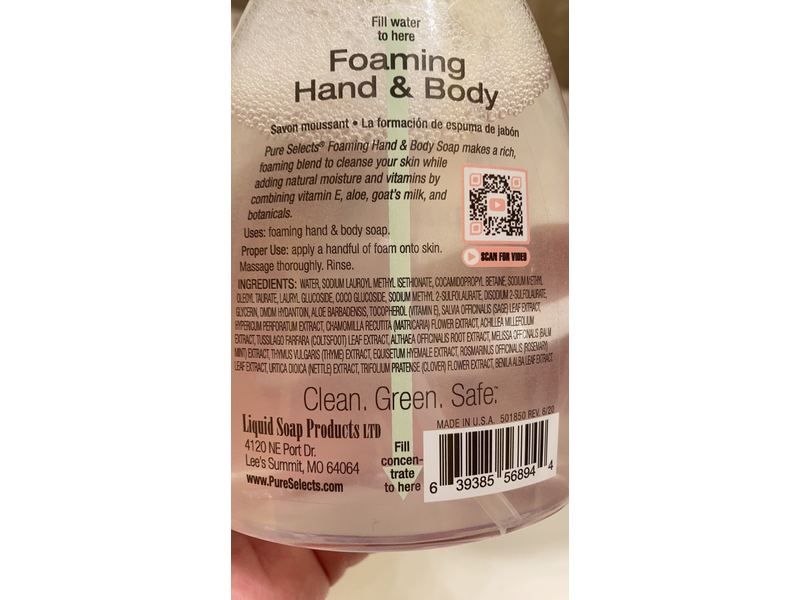 Fill water
to here
Foaming
Hand & Body
Savon moussant • La formación de espuma de jabón
Pure Selects® Foaming Hand & Body Soap makes a rich,
foaming blend to cleanse your skin while
adding natural moisture and vitamins by
combining vitamin E, aloe, goat's milk, and
botanicals.
Uses: foaming hand & body soap.
Proper Use: apply a handful of foam onto skin.
Massage thoroughly. Rinse.
SCAN FOR VIDEO
INGREDIENTS: WATER, SODIUM LAUROYL METHYL ISETHIONATE, COCAMIDOPROPYL BETAINE, SODIUM METHYL
OLEOYL TAURATE, LAURYL GLUCOSIDE, COCO GLUCOSIDE, SODIUM METHYL 2-SULFOLAURATE, DISODIUM 2-SULFOLAURATE,
GLYCERIN, DMDM HYDANTOIN, ALOE BARBADENSIS, TOCOPHEROL (VITAMIN E), SALVIA OFFICINALIS (SAGE) LEAF EXTRACT,
HYPERICUM PERFORATUM EXTRACT, CHAMOMILLA RECUTITA (MATRICARIA) FLOWER EXTRACT, ACHILLEA MILLEFOLIUM
EXTRACT, TUSSILAGO FARFARA (COLTSFOOT) LEAF EXTRACT, ALTHAEA OFFICINALIS ROOT EXTRACT, MELISSA OFFICINALIS (BALM
MINT) EXTRACT, THYMUS VULGARIS (THYME) EXTRACT, EQUISETUM HYEMALE EXTRACT, ROSMARINUS OFFICINALIS (ROSEMARY)
LEAF EXTRACT, URTICA DIOICA (NETTLE) EXTRACT, TRIFOLIUM PRATENSE (CLOVER) FLOWER EXTRACT, BENILA ALBA LEAF EXTRACT
Clean. Green. Safe.™
MADE IN U.S.A. 501850 REV. 6/20
Liquid Soap Products LTD
4120 NE Port Dr.
Lee's Summit, MO 64064
www.PureSelects.com
Fill
concen-
trate
to here
6 39385 56894 4